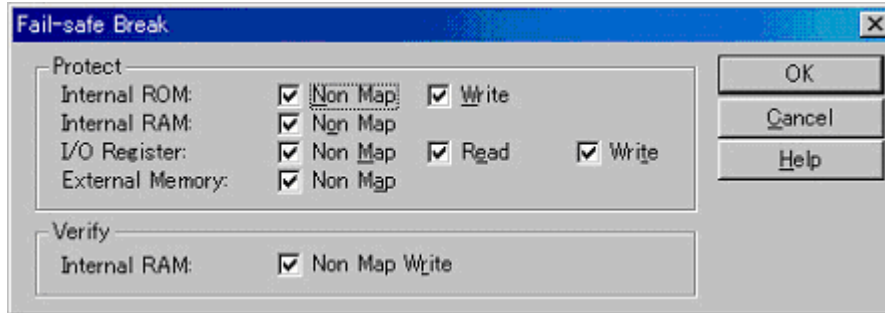 Fail-safe Break
Protect
Internal ROM: Non Map Write
Internal RAM: Non Map
I/O Register: Non Map Read Write
External Memory: Non Map
Verify
Internal RAM: Non Map Write
OK
Cancel
Help